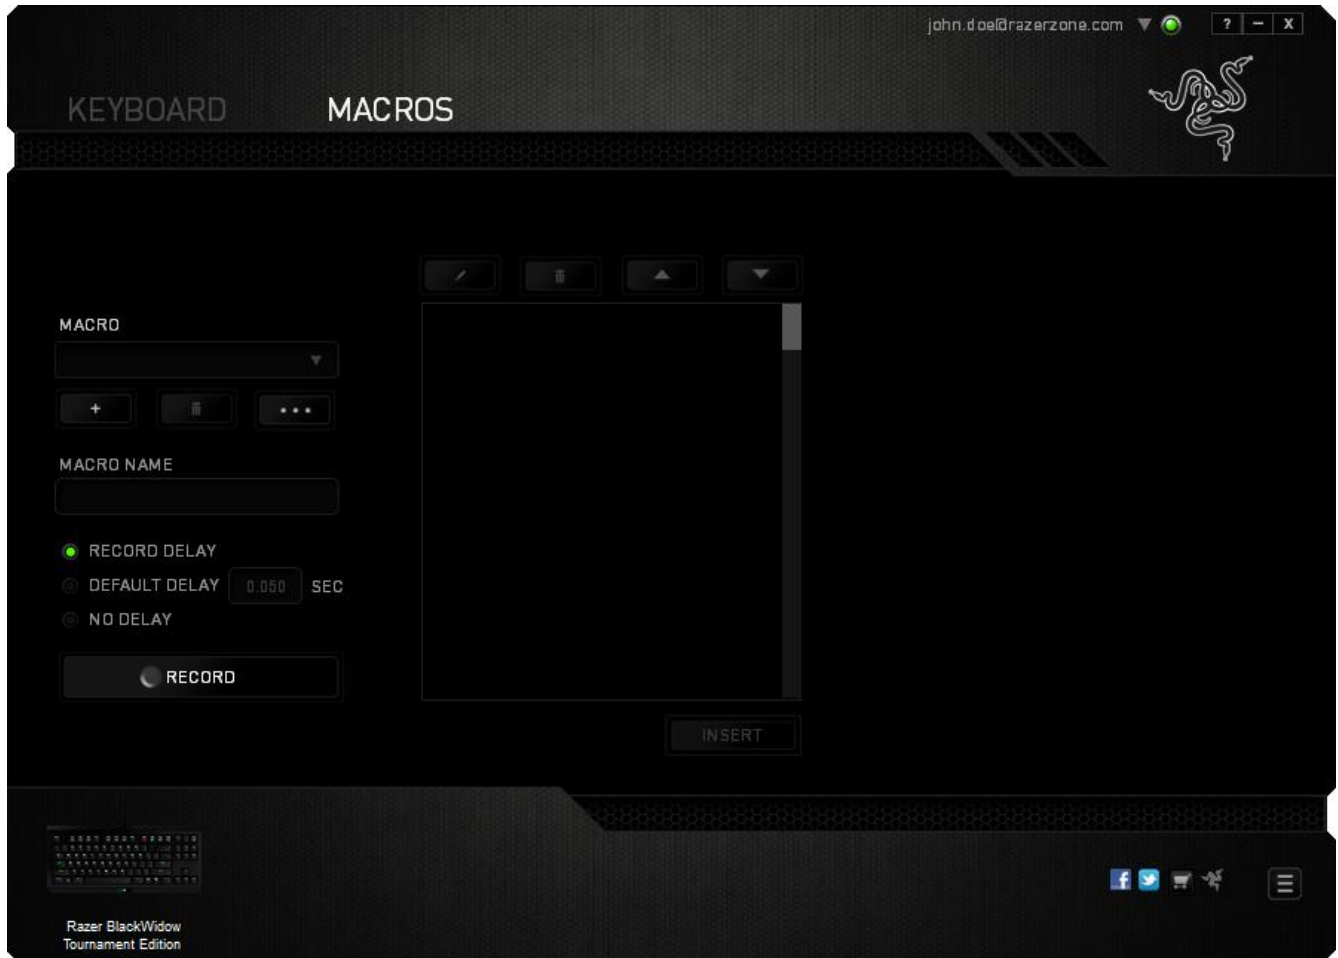 john.doe@razerzone.com
? – X
KEYBOARD MACROS
MACRO
+
MACRO NAME
RECORD DELAY
DEFAULT DELAY 0.050 SEC
NO DELAY
RECORD
INSERT
Razer BlackWidow
Tournament Edition